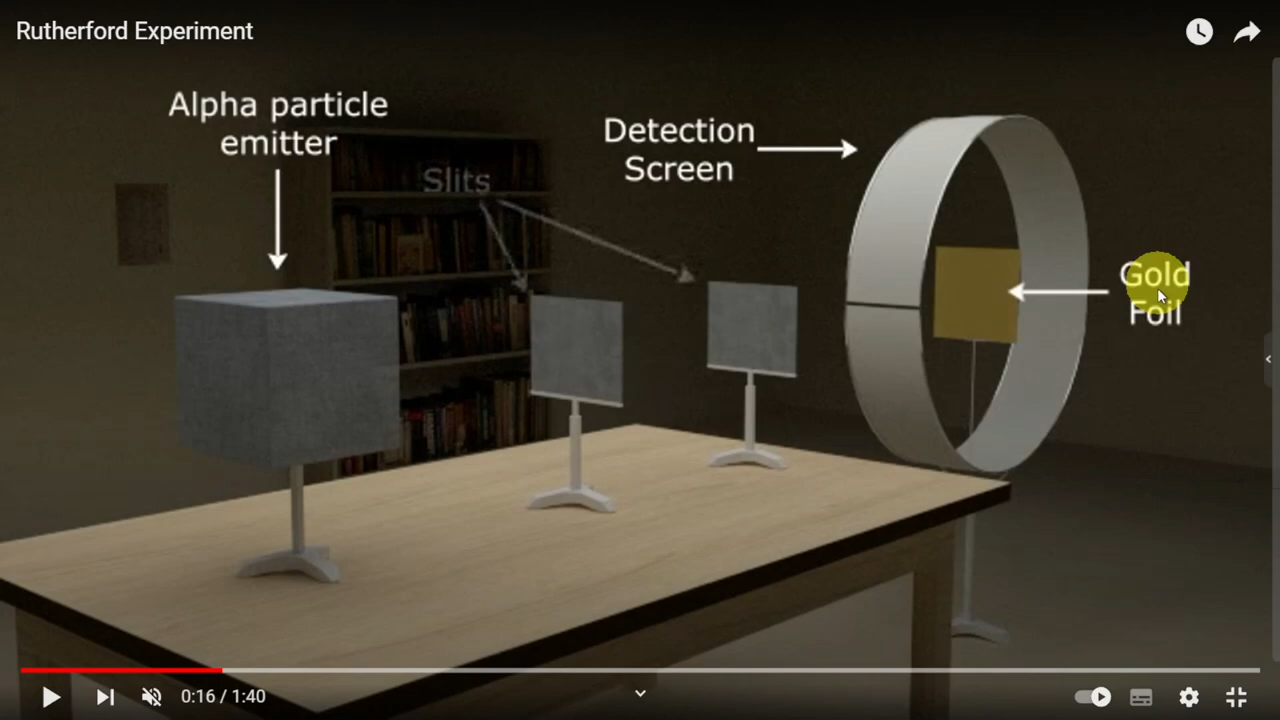 Rutherford Experiment
Alpha particle
emitter
Slits
Detection
Screen
Gold
Foil
0:16 / 1:40